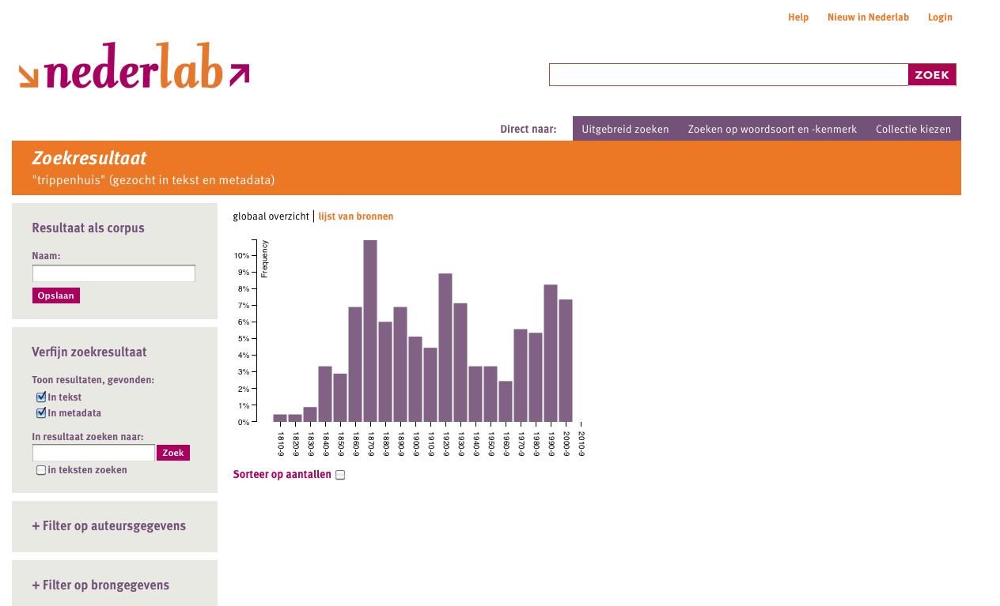 Help Nieuw in Nederlab Login
nederlab
ZOEK
Direct naar: Uitgebreid zoeken Zoeken op woordsoort en -kenmerk Collectie kiezen
Zoekresultaat
"trippenhuis" (gezocht in tekst en metadata)
Resultaat als corpus
Naam:
Opslaan
Verfijn zoekresultaat
Toon resultaten, gevonden:
In tekst
In metadata
In resultaat zoeken naar:
Zoek
in teksten zoeken
+ Filter op auteursgegevens
+ Filter op brongegevens
globaal overzicht | lijst van bronnen
Frequency
10%
9%
8%
7%
6%
5%
4%
3%
2%
1%
0%
1810-9 1820-9 1830-9 1840-9 1850-9 1860-9 1870-9 1880-9 1890-9 1900-9 1910-9 1920-9 1930-9 1940-9 1950-9 1960-9 1970-9 1980-9 1990-9 2000-9 2010-9
Sorteer op aantallen